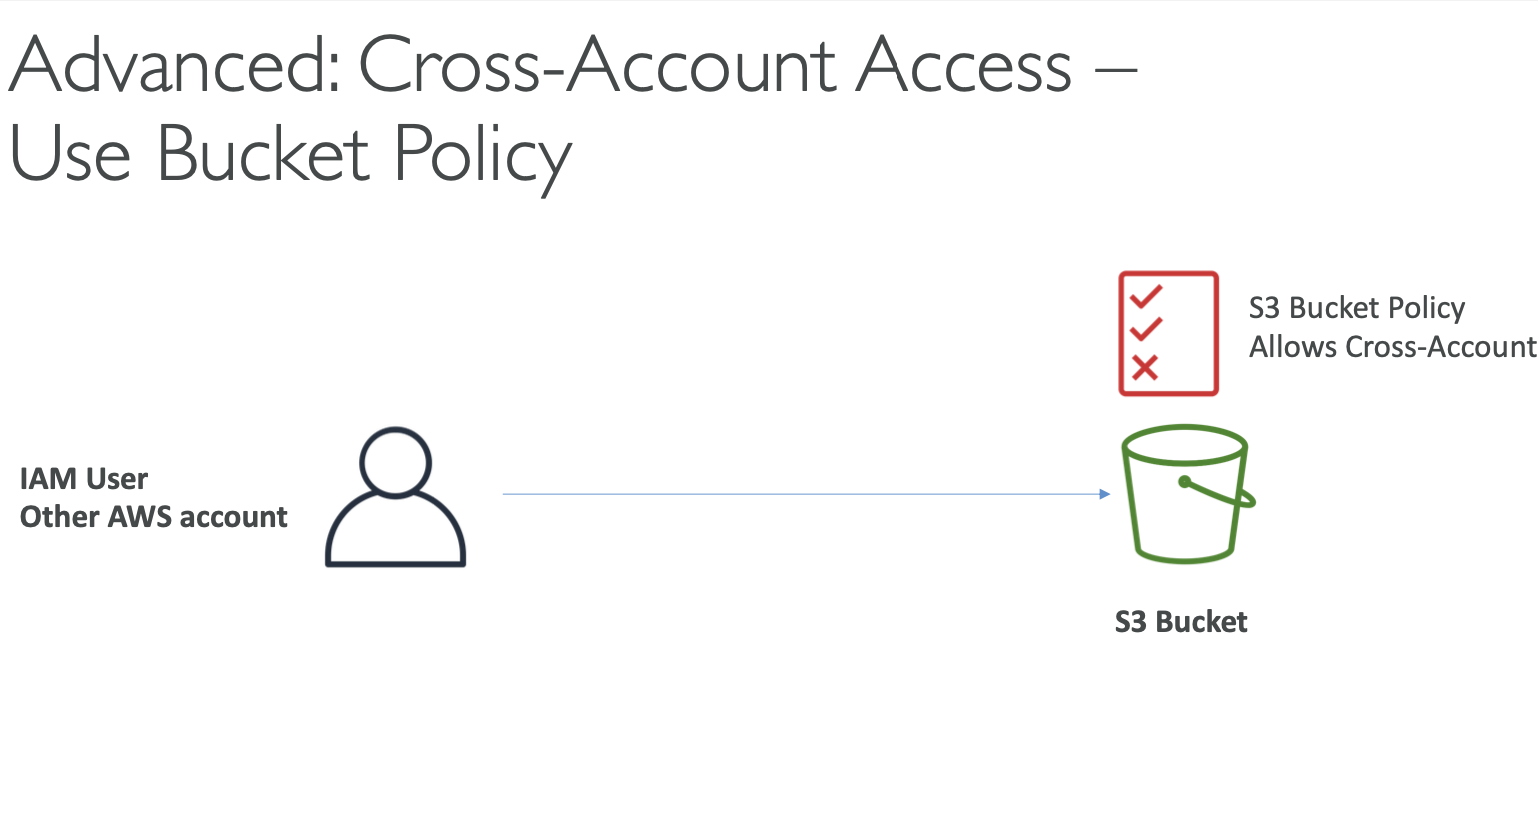 Advanced: Cross-Account Access –
Use Bucket Policy
S3 Bucket Policy
Allows Cross-Account
IAM User
Other AWS account
S3 Bucket